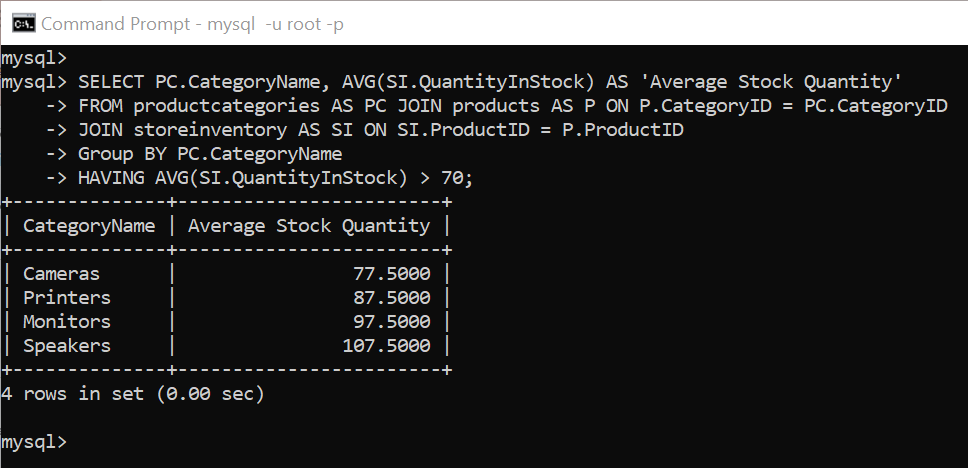 Command Prompt - mysql  -u root -p
mysql>
mysql> SELECT PC.CategoryName, AVG(SI.QuantityInStock) AS 'Average Stock Quantity'
    -> FROM productcategories AS PC JOIN products AS P ON P.CategoryID = PC.CategoryID
    -> JOIN storeinventory AS SI ON SI.ProductID = P.ProductID
    -> Group BY PC.CategoryName
    -> HAVING AVG(SI.QuantityInStock) > 70;
+--------------+------------------------+
| CategoryName | Average Stock Quantity |
+--------------+------------------------+
| Cameras      |                77.5000 |
| Printers     |                87.5000 |
| Monitors     |                97.5000 |
| Speakers     |               107.5000 |
+--------------+------------------------+
4 rows in set (0.00 sec)
mysql>